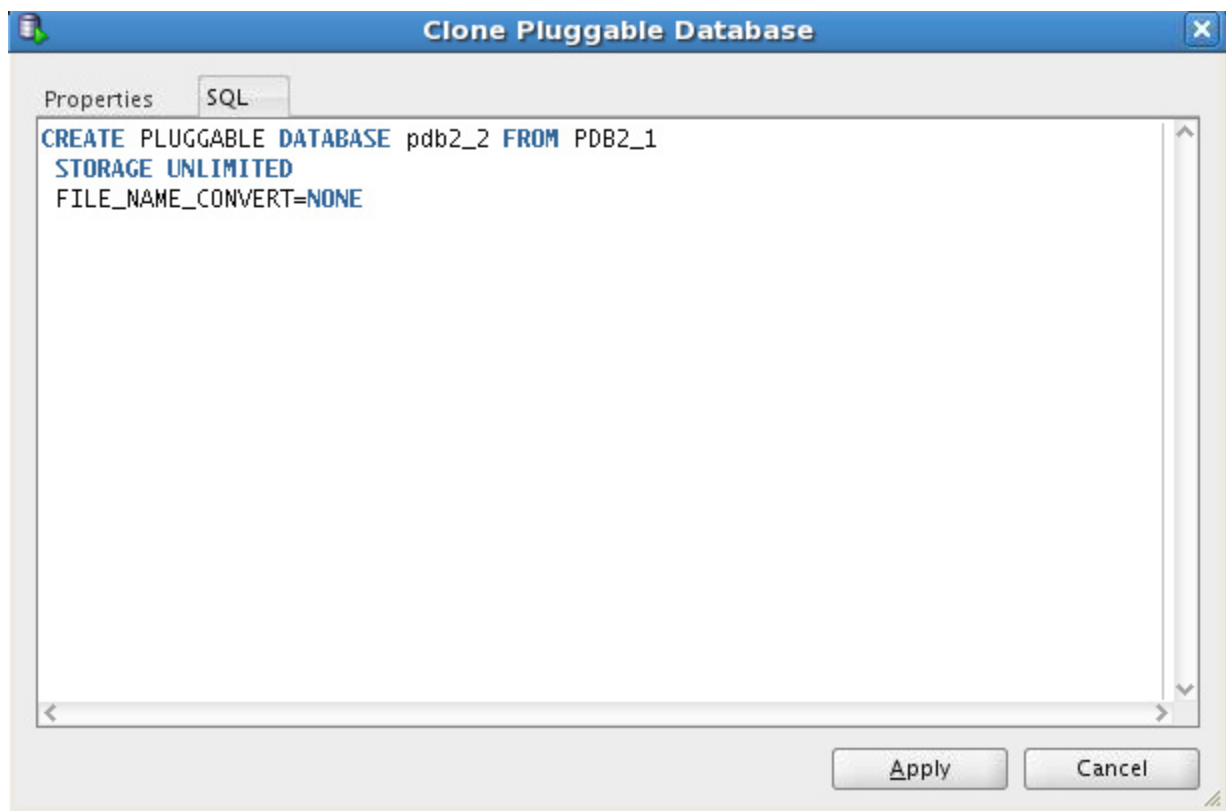 Clone Pluggable Database
Properties SQL
CREATE PLUGGABLE DATABASE pdb2_2 FROM PDB2_1
STORAGE UNLIMITED
FILE_NAME_CONVERT=NONE
Apply Cancel